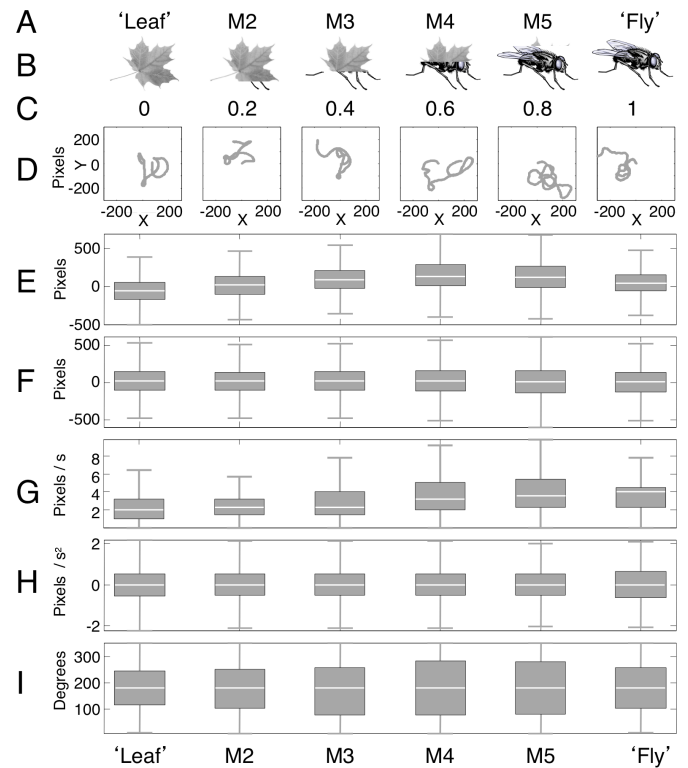 A ‘Leaf’ M2 M3 M4 M5 ‘Fly’
B
C 0 0.2 0.4 0.6 0.8 1
D Pixels Y 200 0 -200
-200 X 200 -200 X 200 -200 X 200 -200 X 200 -200 X 200 -200 X 200
E Pixels 500 0 -500
F Pixels 500 0 -500
G Pixels / s 8 6 4 2
H Pixels / s² 2 0 -2
I Degrees 300 200 100
‘Leaf’ M2 M3 M4 M5 ‘Fly’